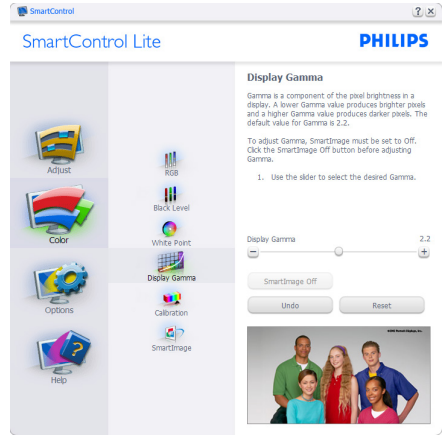 SmartControl
? ×
SmartControl Lite
PHILIPS
Adjust
Color
Options
Help
RGB
Black Level
White Point
Display Gamma
Calibration
SmartImage
Display Gamma
Gamma is a component of the pixel brightness in a
display. A lower Gamma value produces brighter pixels
and a higher Gamma value produces darker pixels. The
default value for Gamma is 2.2.
To adjust Gamma, SmartImage must be set to Off.
Click the SmartImage Off button before adjusting
Gamma.
1. Use the slider to select the desired Gamma.
Display Gamma 2.2
SmartImage Off
Undo Reset